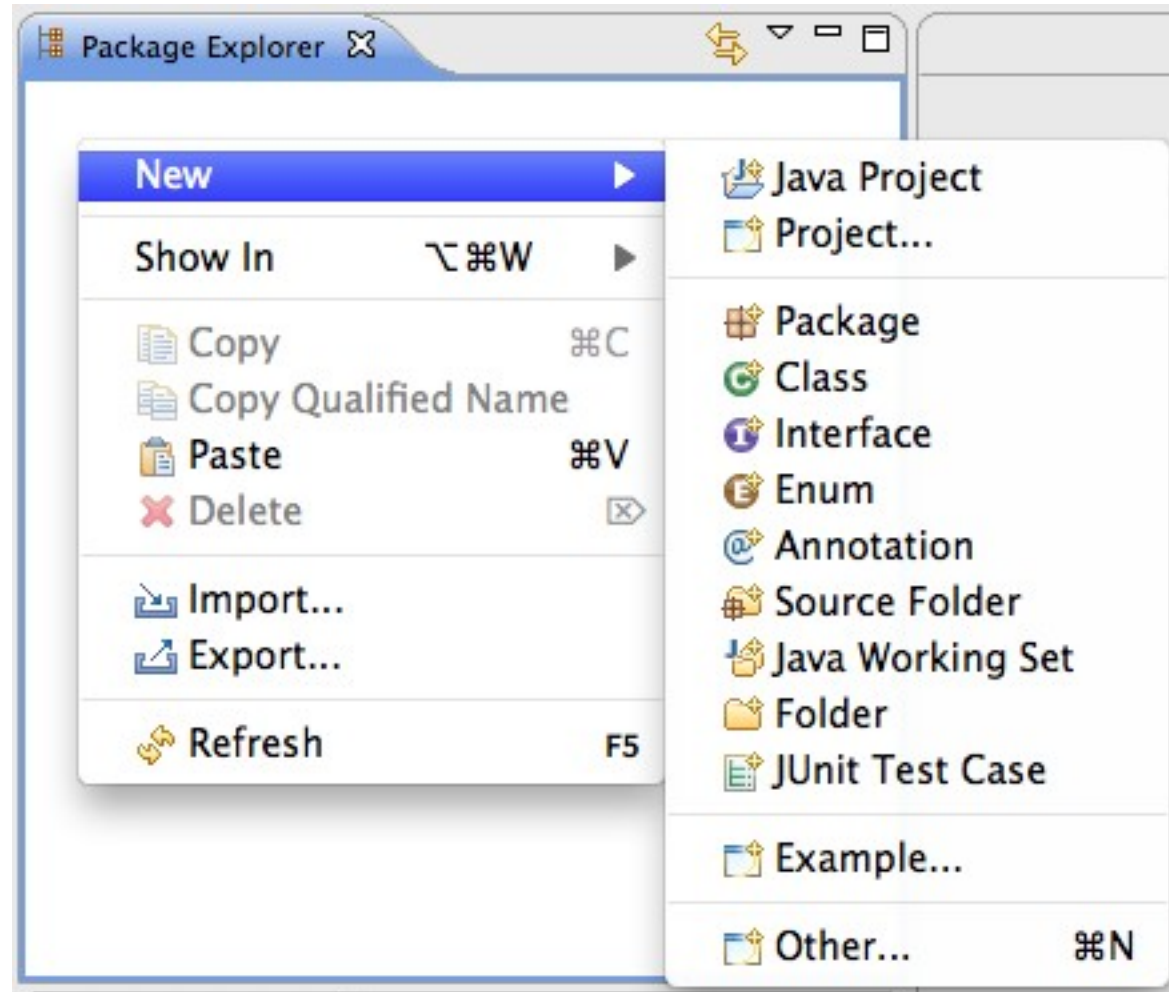 Package Explorer
New
Show In ⌥⌘W
Copy ⌘C
Copy Qualified Name
Paste ⌘V
Delete ⌦
Import...
Export...
Refresh F5
Java Project
Project...
Package
Class
Interface
Enum
Annotation
Source Folder
Java Working Set
Folder
JUnit Test Case
Example...
Other... ⌘N